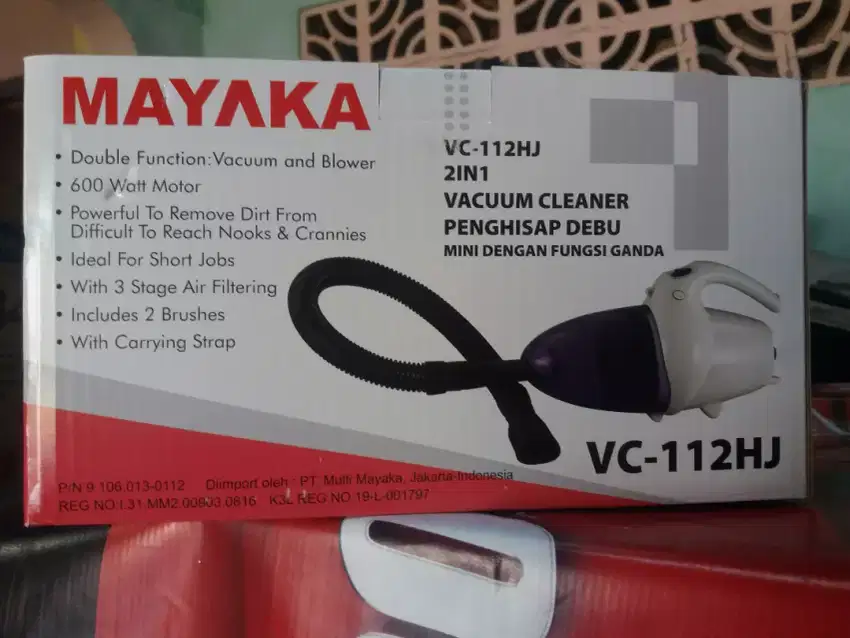 MAYAKA
• Double Function:Vacuum and Blower
• 600 Watt Motor
• Powerful To Remove Dirt From
Difficult To Reach Nooks & Crannies
• Ideal For Short Jobs
• With 3 Stage Air Filtering
• Includes 2 Brushes
• With Carrying Strap
VC-112HJ
2IN1
VACUUM CLEANER
PENGHISAP DEBU
MINI DENGAN FUNGSI GANDA
VC-112HJ
P/N 9.106.013-0112 Diimport oleh : PT. Multi Mayaka, Jakarta-Indonesia
REG NO:I.31.MM2.00803.0816 K3L REG NO 19-L-001797